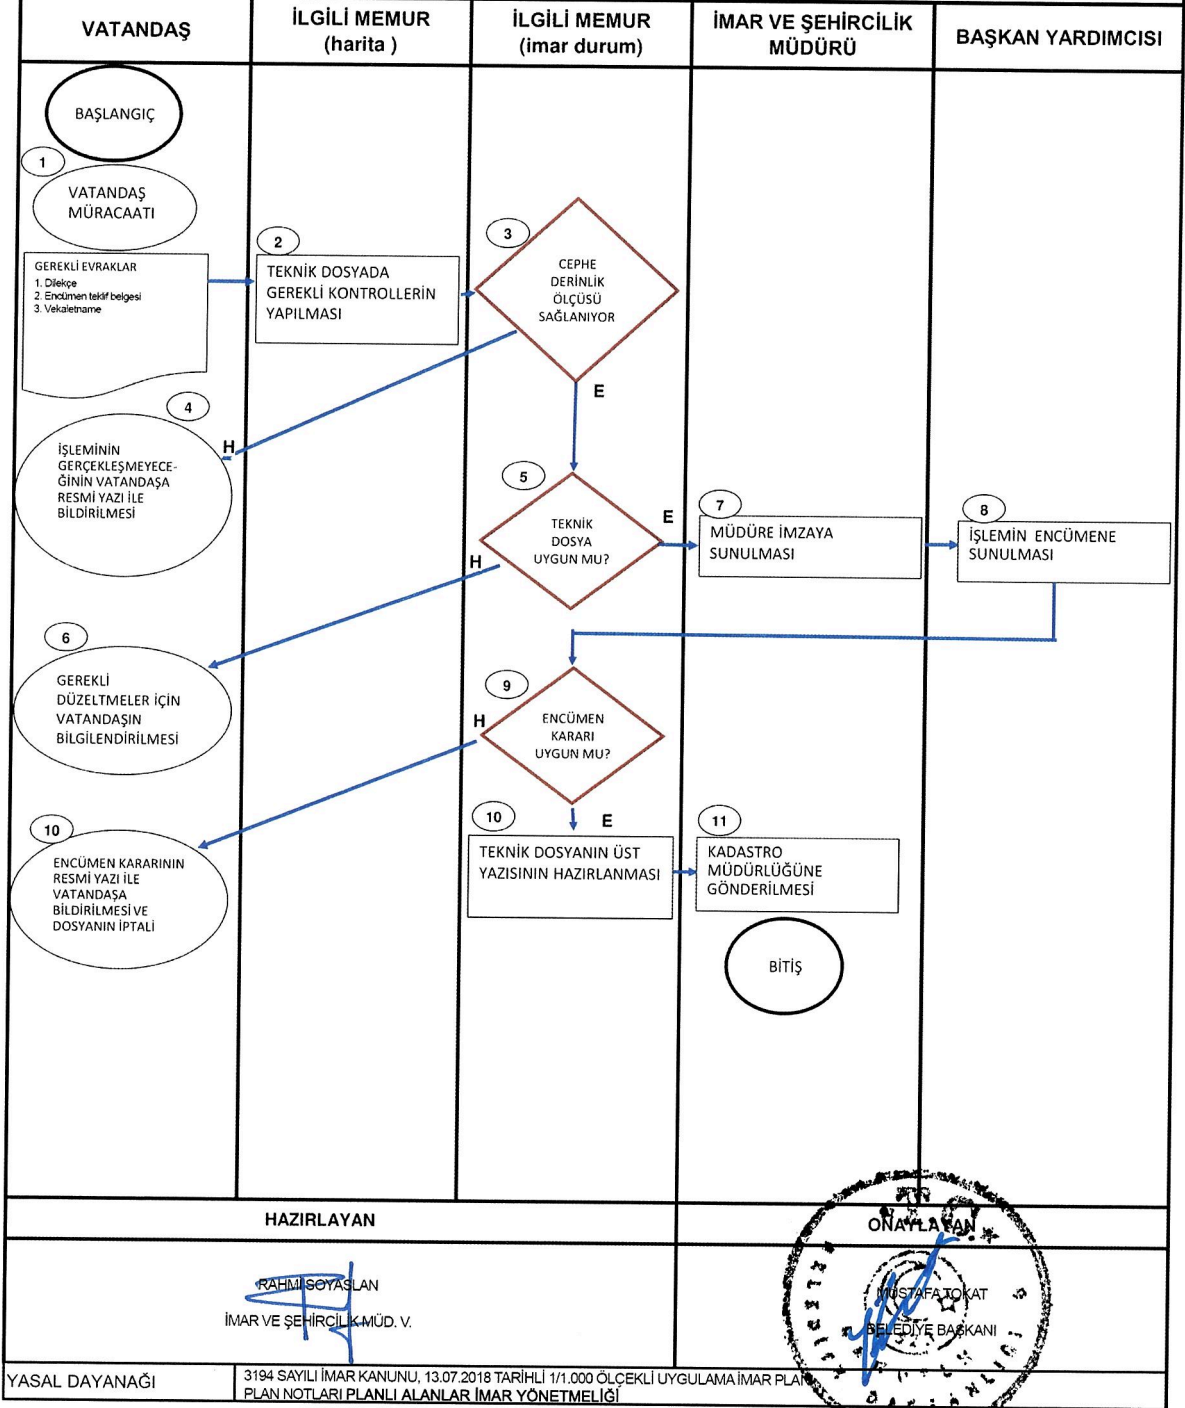 VATANDAŞ
İLGİLİ MEMUR
(harita )
İLGİLİ MEMUR
(imar durum)
İMAR VE ŞEHİRCİLİK
MÜDÜRÜ
BAŞKAN YARDIMCISI
BAŞLANGIÇ
1
VATANDAŞ
MÜRACAATI
GEREKLİ EVRAKLAR
1. Dilekçe
2. Encümen teklif belgesi
3. Vekaletname
2
TEKNİK DOSYADA
GEREKLİ KONTROLLERİN
YAPILMASI
3
CEPHE
DERİNLİK
ÖLÇÜSÜ
SAĞLANIYOR
E
4
H
İŞLEMİNİN
GERÇEKLEŞMEYECE-
ĞİNİN VATANDAŞA
RESMİ YAZI İLE
BİLDİRİLMESİ
5
TEKNİK
DOSYA
UYGUN MU?
E
H
7
MÜDÜRE İMZAYA
SUNULMASI
8
İŞLEMİN ENCÜMENE
SUNULMASI
6
GEREKLİ
DÜZELTMELER İÇİN
VATANDAŞIN
BİLGİLENDİRİLMESİ
9
H
ENCÜMEN
KARARI
UYGUN MU?
E
10
ENCÜMEN KARARININ
RESMİ YAZI İLE
VATANDAŞA
BİLDİRİLMESİ VE
DOSYANIN İPTALİ
10
TEKNİK DOSYANIN ÜST
YAZISININ HAZIRLANMASI
11
KADASTRO
MÜDÜRLÜĞÜNE
GÖNDERİLMESİ
BİTİŞ
HAZIRLAYAN
ONAYLAYAN
RAHMİ SOYASLAN
İMAR VE ŞEHİRCİLİK MÜD. V.
MUSTAFA TOKAT
BELEDİYE BAŞKANI
YASAL DAYANAĞI
3194 SAYILI İMAR KANUNU, 13.07.2018 TARİHLİ 1/1.000 ÖLÇEKLİ UYGULAMA İMAR PLAN
PLAN NOTLARI PLANLI ALANLAR İMAR YÖNETMELİĞİ